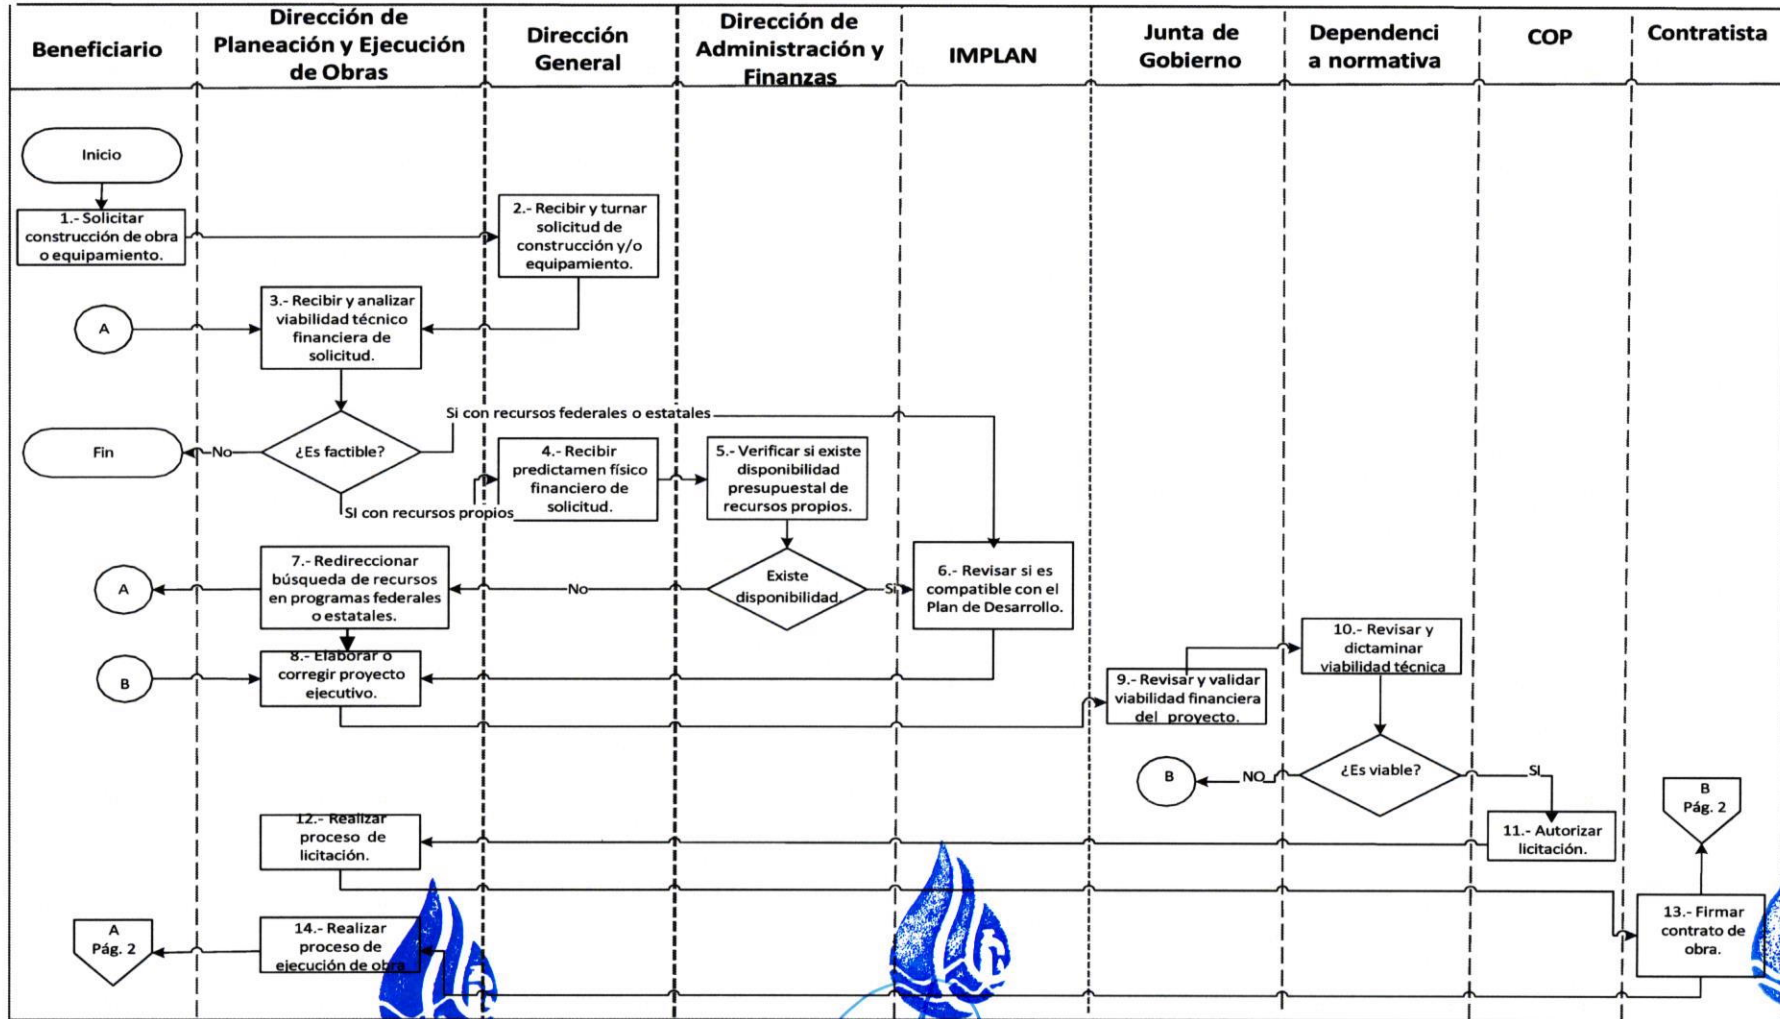 Beneficiario
Dirección de
Planeación y Ejecución
de Obras
Dirección
General
Dirección de
Administración y
Finanzas
IMPLAN
Junta de
Gobierno
Dependenci
a normativa
COP
Contratista
Inicio
1.- Solicitar
construcción de obra
o equipamiento.
2.- Recibir y turnar
solicitud de
construcción y/o
equipamiento.
A
3.- Recibir y analizar
viabilidad técnico
financiera de
solicitud.
Si con recursos federales o estatales
Fin
No
¿Es factible?
SI con recursos propios
4.- Recibir
predictamen físico
financiero de
solicitud.
5.- Verificar si existe
disponibilidad
presupuestal de
recursos propios.
A
7.- Redireccionar
búsqueda de recursos
en programas federales
o estatales.
No
Existe
disponibilidad.
Si
6.- Revisar si es
compatible con el
Plan de Desarrollo.
B
8.- Elaborar o
corregir proyecto
ejecutivo.
9.- Revisar y validar
viabilidad financiera
del proyecto.
10.- Revisar y
dictaminar
viabilidad técnica
B
NO
¿Es viable?
SI
B
Pág. 2
12.- Realizar
proceso de
licitación.
11.- Autorizar
licitación.
A
Pág. 2
14.- Realizar
proceso de
ejecución de obra
13.- Firmar
contrato de
obra.